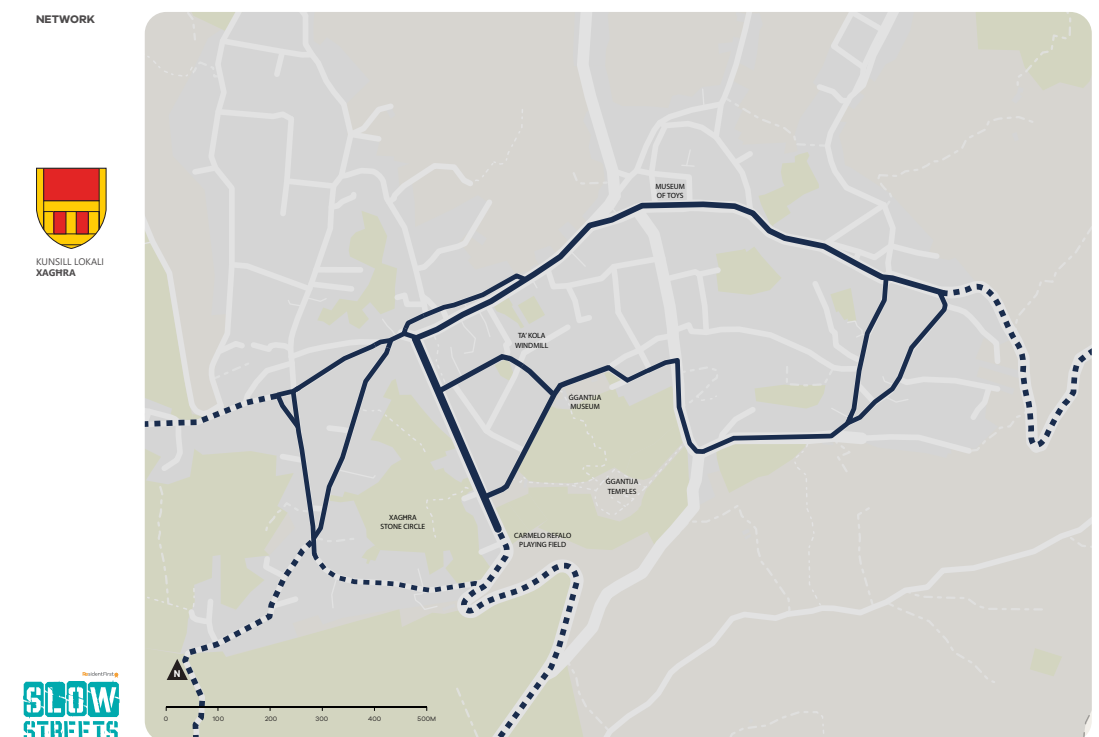 NETWORK
KUNSILL LOKALI
XAGĦRA
MUSEUM
OF TOYS
TA' KOLA
WINDMILL
GGANTIJA
MUSEUM
GGANTIJA
TEMPLES
XAGHRA
STONE CIRCLE
CARMELO REFALO
PLAYING FIELD
N
0 100 200 300 400 500M
ResidentFirst
SLOW
STREETS